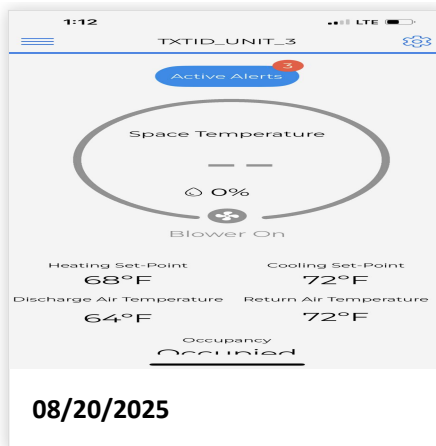 1:12 LTE
TXTID_UNIT_3
Active Alerts 3
Space Temperature
— —
0%
Blower On
Heating Set-Point Cooling Set-Point
68°F 72°F
Discharge Air Temperature Return Air Temperature
64°F 72°F
Occupancy
Occupied
08/20/2025